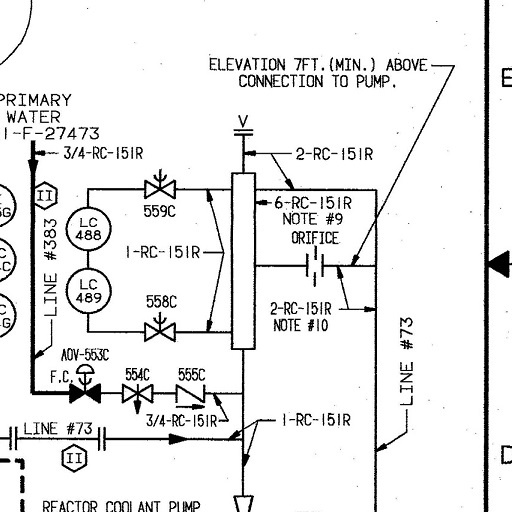 ELEVATION 7FT.(MIN.) ABOVE
CONNECTION TO PUMP.
E
PRIMARY
WATER
1-F-27473
V
3/4-RC-151R
2-RC-151R
II
559C
6-RC-151R
NOTE #9
ORIFICE
LC
488
1-RC-151R
LINE #383
LC
489
558C
2-RC-151R
NOTE #10
LINE #73
AOV-553C
F.C.
554C
555C
3/4-RC-151R
1-RC-151R
LINE #73
II
D
REACTOR COOLANT PUMP